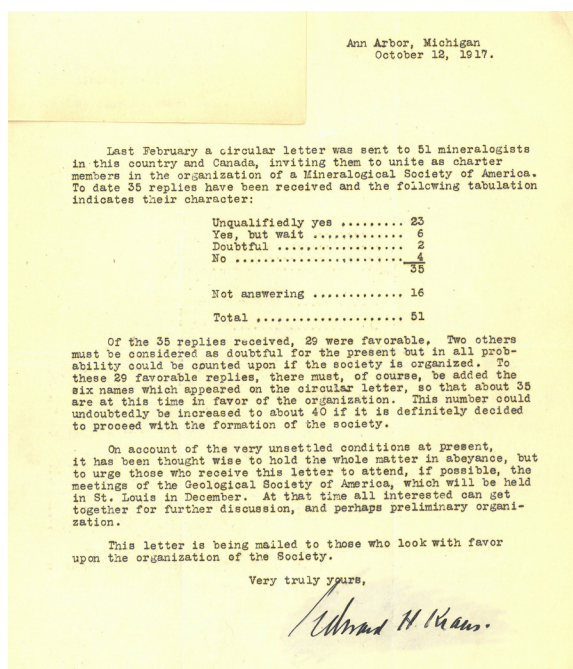 Ann Arbor, Michigan
October 12, 1917.
Last February a circular letter was sent to 51 mineralogists
in this country and Canada, inviting them to unite as charter
members in the organization of a Mineralogical Society of America.
To date 35 replies have been received and the following tabulation
indicates their character:
Unqualifiedly yes ......... 23
Yes, but wait ............. 6
Doubtful .................. 2
No ........................ 4
35
Not answering ............. 16
Total ..................... 51
Of the 35 replies received, 29 were favorable. Two others
must be considered as doubtful for the present but in all prob-
ability could be counted upon if the society is organized. To
these 29 favorable replies, there must, of course, be added the
six names which appeared on the circular letter, so that about 35
are at this time in favor of the organization. This number could
undoubtedly be increased to about 40 if it is definitely decided
to proceed with the formation of the society.
On account of the very unsettled conditions at present,
it has been thought wise to hold the whole matter in abeyance, but
to urge those who receive this letter to attend, if possible, the
meetings of the Geological Society of America, which will be held
in St. Louis in December. At that time all interested can get
together for further discussion, and perhaps preliminary organi-
zation.
This letter is being mailed to those who look with favor
upon the organization of the Society.
Very truly yours,
Edward H Kraus.